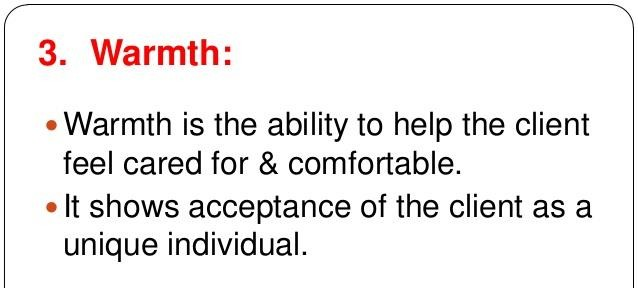 3. Warmth:
•Warmth is the ability to help the client
feel cared for & comfortable.
•It shows acceptance of the client as a
unique individual.